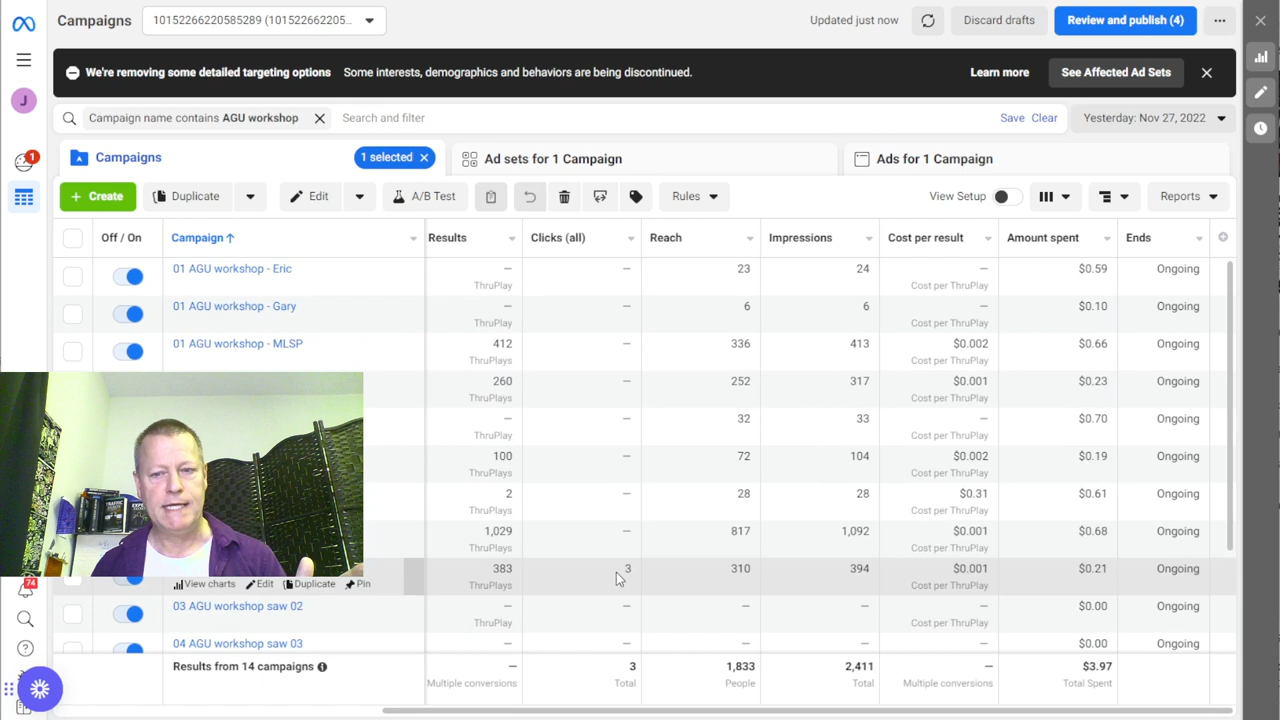 Campaigns
10152266220585289 (101522662205...
Updated just now
Discard drafts
Review and publish (4)
We're removing some detailed targeting options
Some interests, demographics and behaviors are being discontinued.
Learn more
See Affected Ad Sets
J
Campaign name contains AGU workshop
Search and filter
Save
Clear
Yesterday: Nov 27, 2022
1
Campaigns
1 selected
Ad sets for 1 Campaign
Ads for 1 Campaign
+ Create
Duplicate
Edit
A/B Test
Rules
View Setup
Reports
Off / On
Campaign
Results
Clicks (all)
Reach
Impressions
Cost per result
Amount spent
Ends
01 AGU workshop - Eric
— — 23 24 — $0.59 Ongoing
ThruPlay Cost per ThruPlay
01 AGU workshop - Gary
— — 6 6 — $0.10 Ongoing
ThruPlay Cost per ThruPlay
01 AGU workshop - MLSP
412 — 336 413 $0.002 $0.66 Ongoing
ThruPlays Cost per ThruPlay
260 — 252 317 $0.001 $0.23 Ongoing
ThruPlays Cost per ThruPlay
— — 32 33 — $0.70 Ongoing
ThruPlay Cost per ThruPlay
100 — 72 104 $0.002 $0.19 Ongoing
ThruPlays Cost per ThruPlay
2 — 28 28 $0.31 $0.61 Ongoing
ThruPlays Cost per ThruPlay
1,029 — 817 1,092 $0.001 $0.68 Ongoing
ThruPlays Cost per ThruPlay
383 3 310 394 $0.001 $0.21 Ongoing
View charts Edit Duplicate Pin ThruPlays Cost per ThruPlay
74
03 AGU workshop saw 02
— — — — — $0.00 Ongoing
ThruPlay Cost per ThruPlay
04 AGU workshop saw 03
— — — — — $0.00 Ongoing
Results from 14 campaigns
— 3 1,833 2,411 — $3.97
Multiple conversions Total People Total Multiple conversions Total Spent